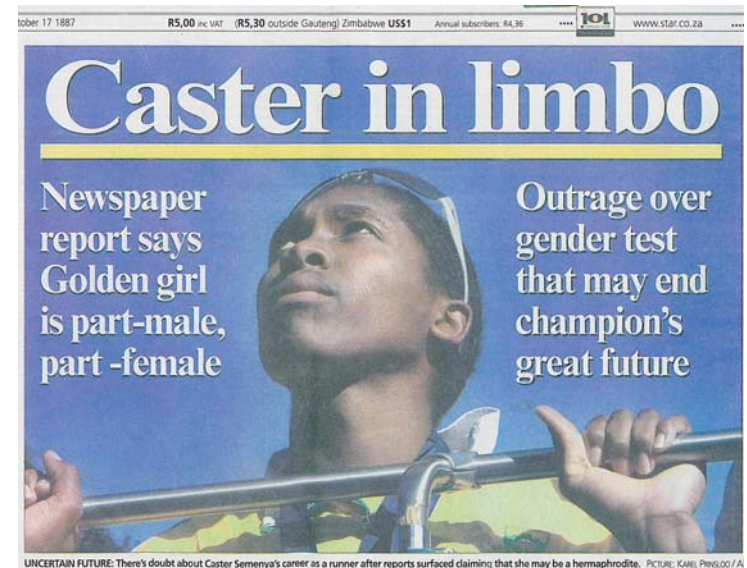 tober 17 1887 R5,00 inc VAT (R5,30 outside Gauteng) Zimbabwe US$1 Annual subscribers: R4,36 •••• 101 www.star.co.za ••••
Caster in limbo
Newspaper
report says
Golden girl
is part-male,
part -female
Outrage over
gender test
that may end
champion's
great future
UNCERTAIN FUTURE: There's doubt about Caster Semenya's career as a runner after reports surfaced claiming that she may be a hermaphrodite. PICTURE: KAREL PRINSLOO / A